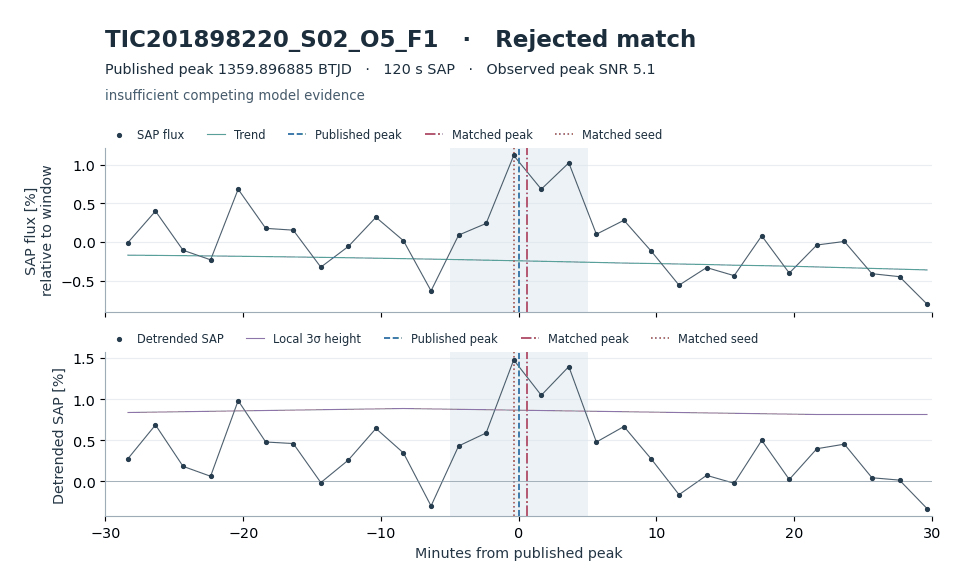 TIC201898220_S02_O5_F1 · Rejected match
Published peak 1359.896885 BTJD · 120 s SAP · Observed peak SNR 5.1
insufficient competing model evidence
SAP flux Trend Published peak Matched peak Matched seed
SAP flux [%]
relative to window
1.0
0.5
0.0
−0.5
Detrended SAP Local 3σ height Published peak Matched peak Matched seed
Detrended SAP [%]
1.5
1.0
0.5
0.0
−30 −20 −10 0 10 20 30
Minutes from published peak